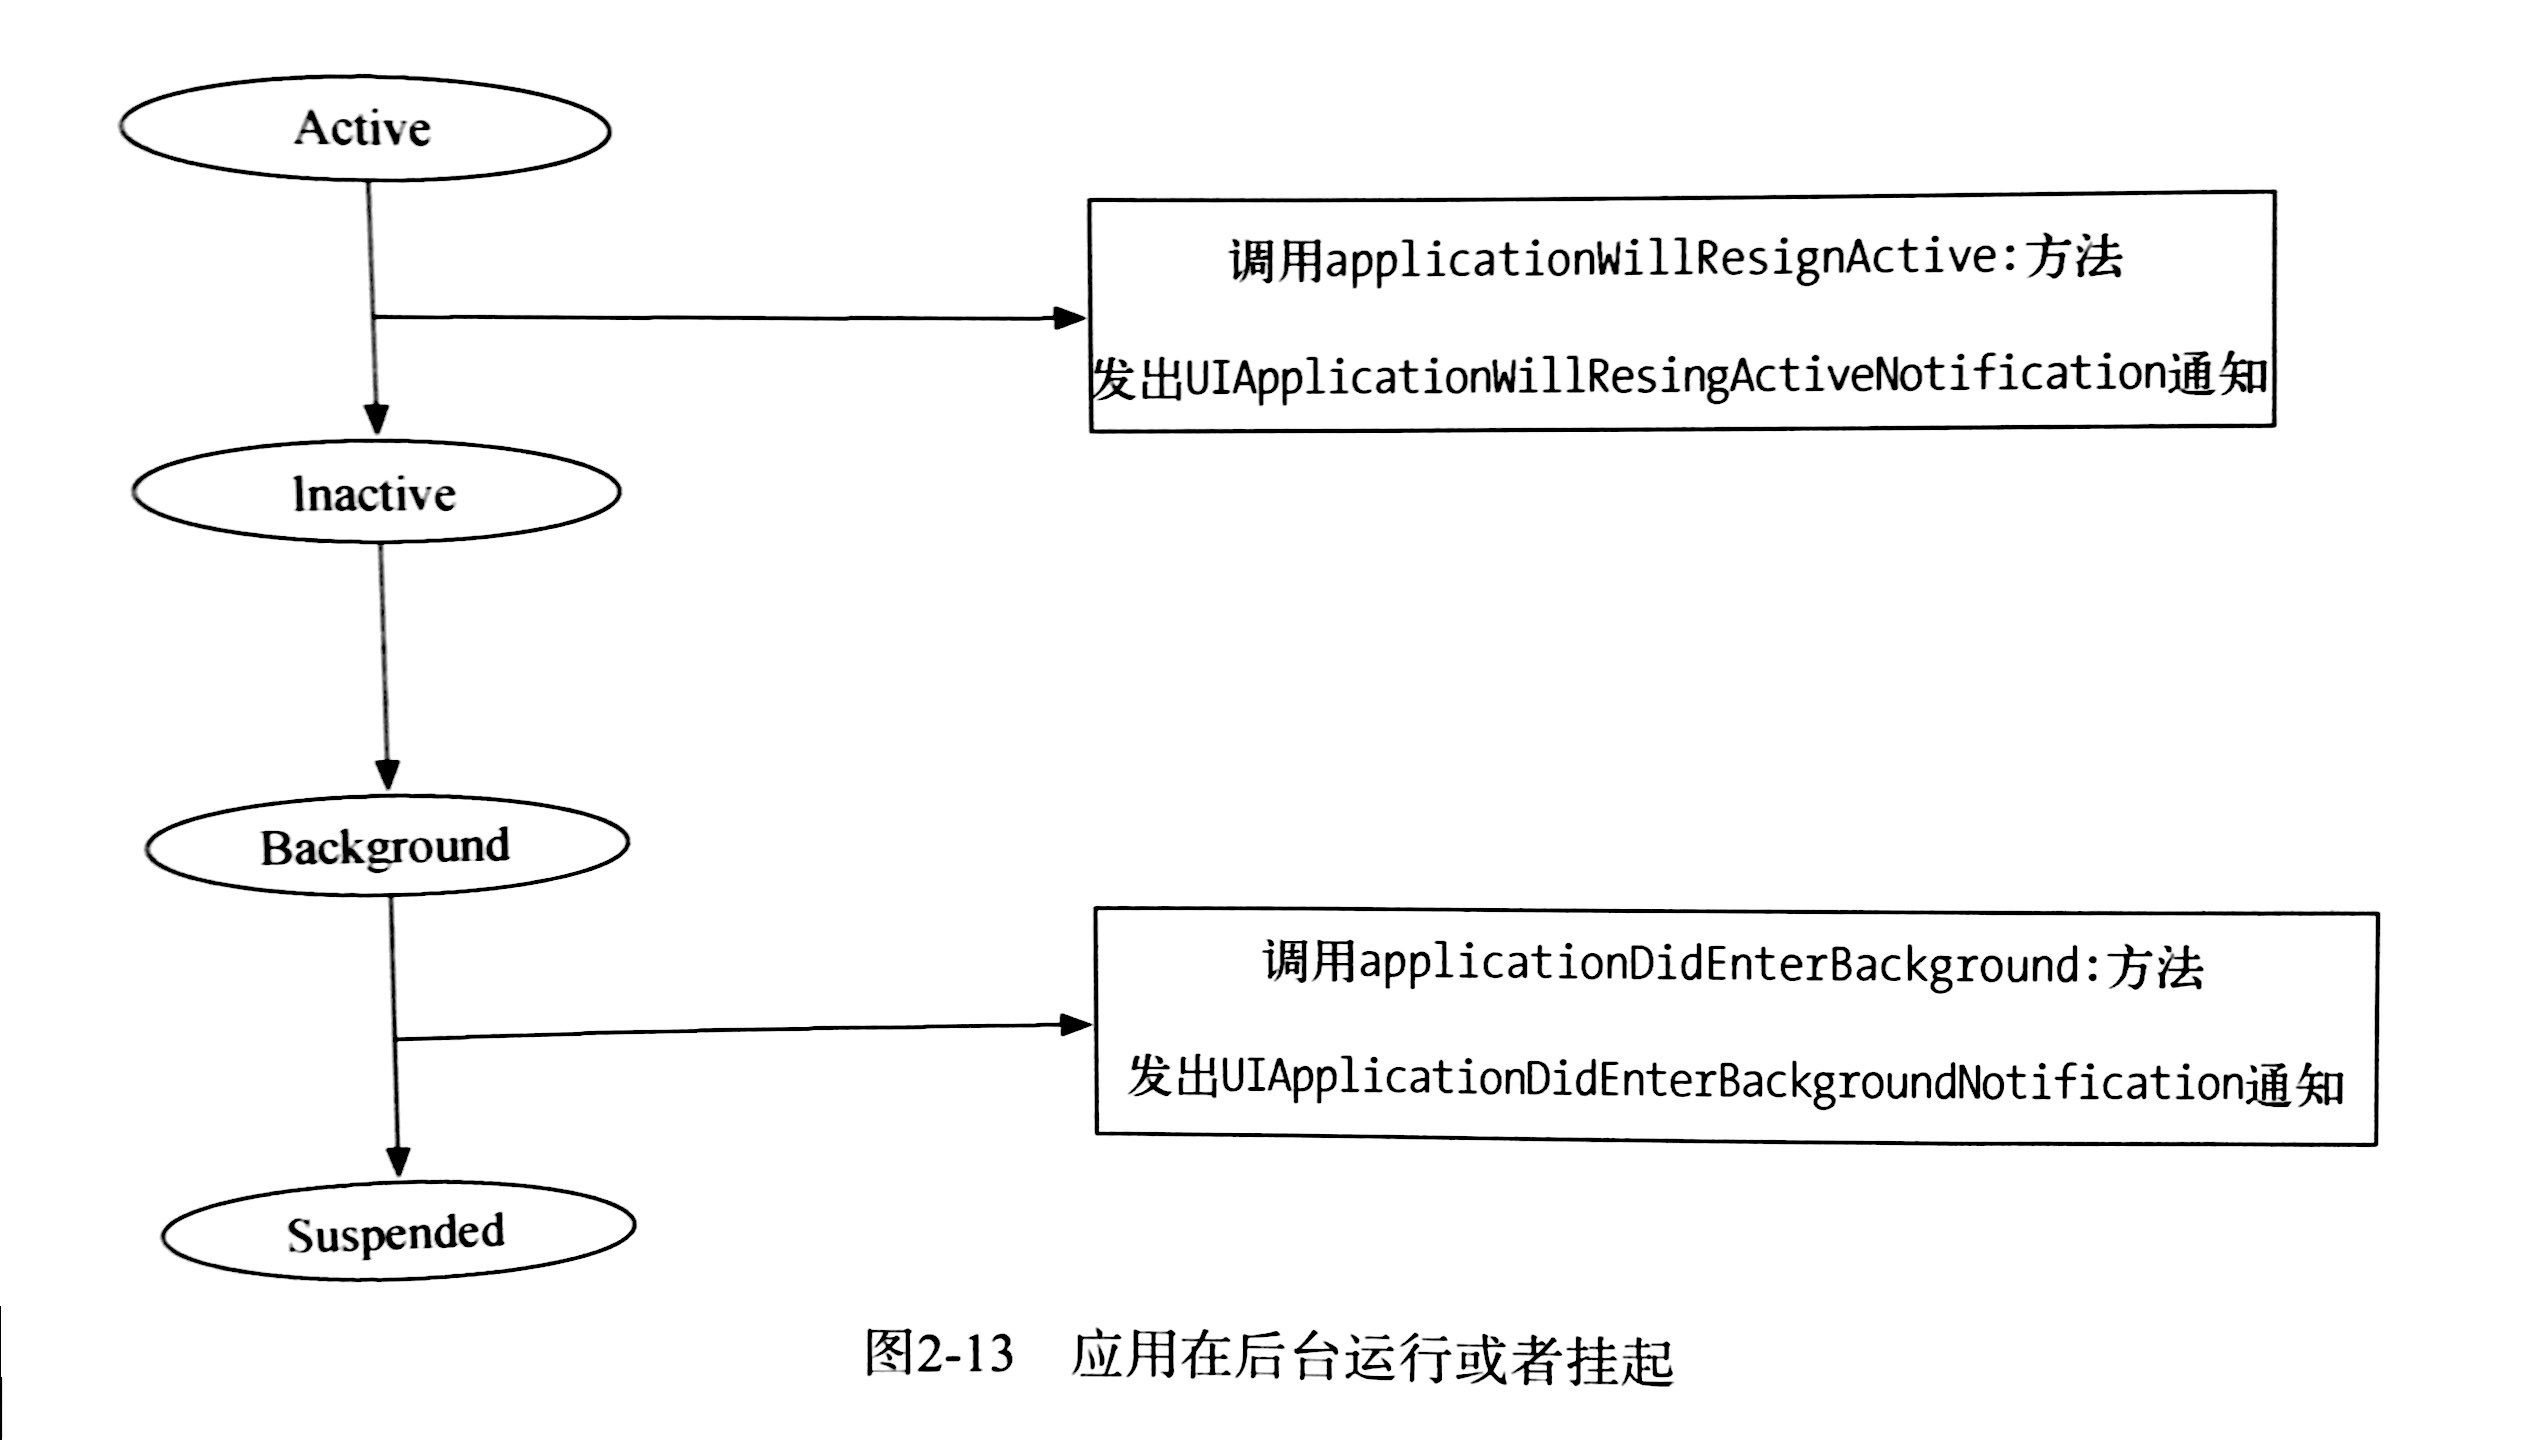 Active
调用applicationWillResignActive:方法
发出UIApplicationWillResingActiveNotification通知
Inactive
Background
调用applicationDidEnterBackground:方法
发出UIApplicationDidEnterBackgroundNotification通知
Suspended
图2-13 应用在后台运行或者挂起